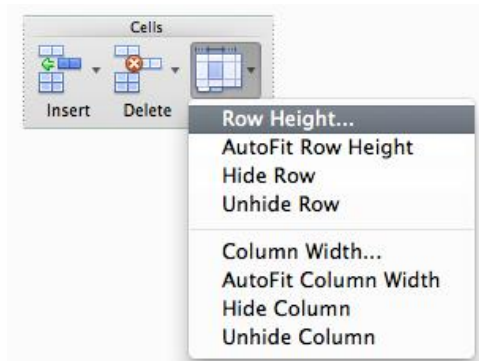 Cells
Insert Delete
Row Height...
AutoFit Row Height
Hide Row
Unhide Row
Column Width...
AutoFit Column Width
Hide Column
Unhide Column